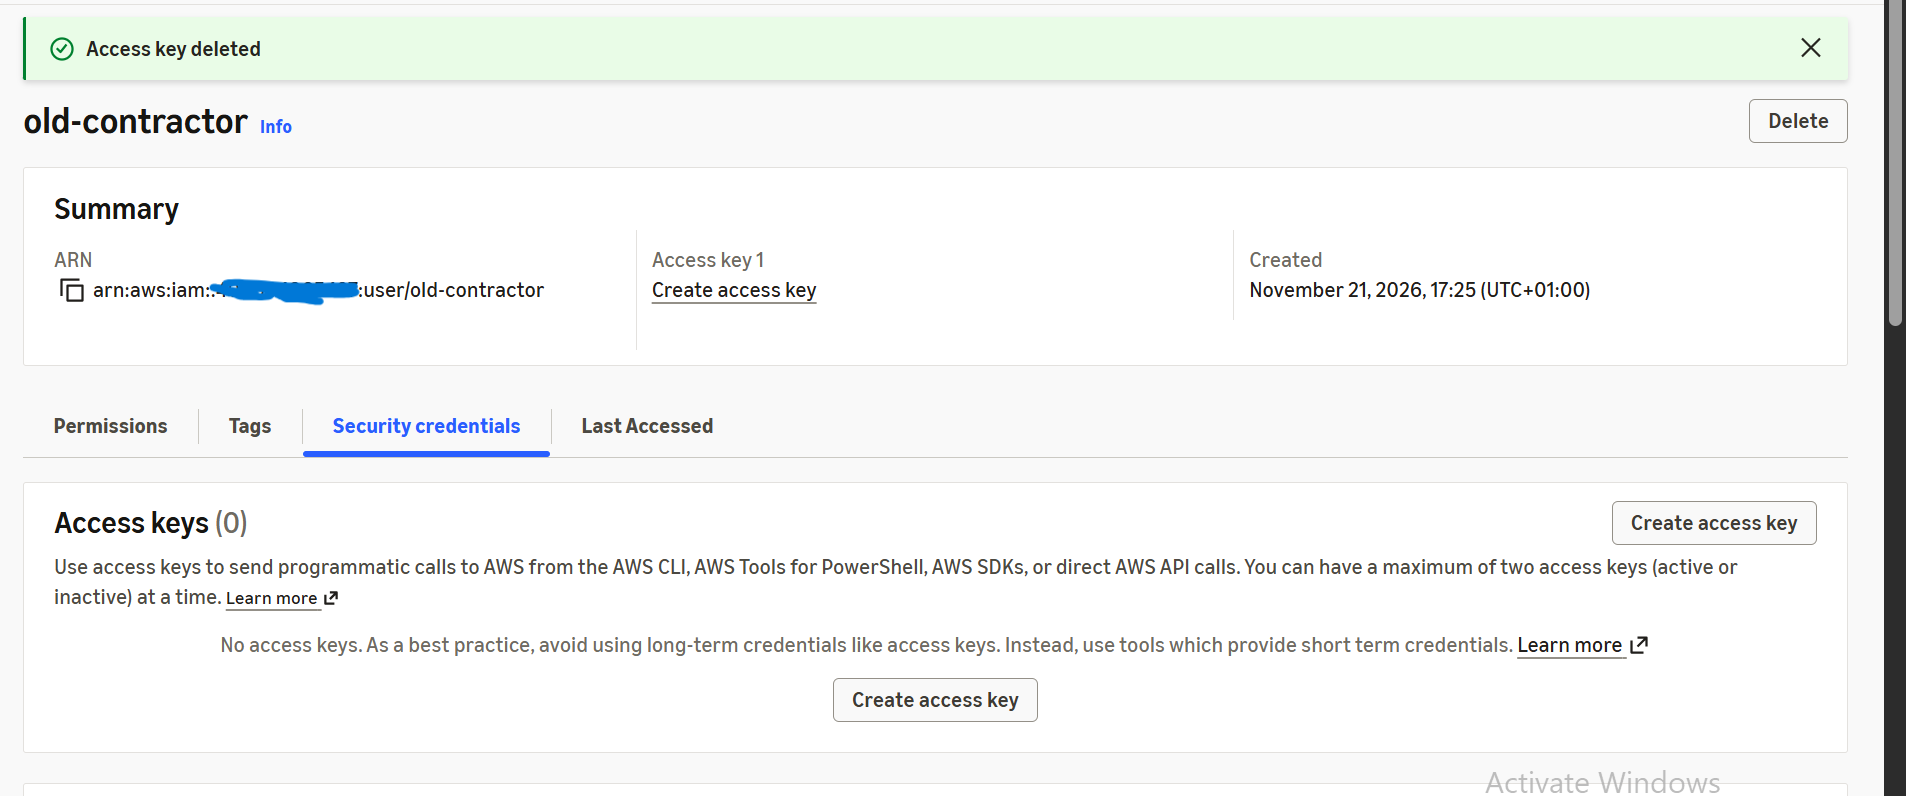 Access key deleted
old-contractor Info
Delete
Summary
ARN
arn:aws:iam: :user/old-contractor
Access key 1
Create access key
Created
November 21, 2026, 17:25 (UTC+01:00)
Permissions
Tags
Security credentials
Last Accessed
Access keys (0)
Create access key
Use access keys to send programmatic calls to AWS from the AWS CLI, AWS Tools for PowerShell, AWS SDKs, or direct AWS API calls. You can have a maximum of two access keys (active or
inactive) at a time. Learn more
No access keys. As a best practice, avoid using long-term credentials like access keys. Instead, use tools which provide short term credentials. Learn more
Create access key
Activate Windows